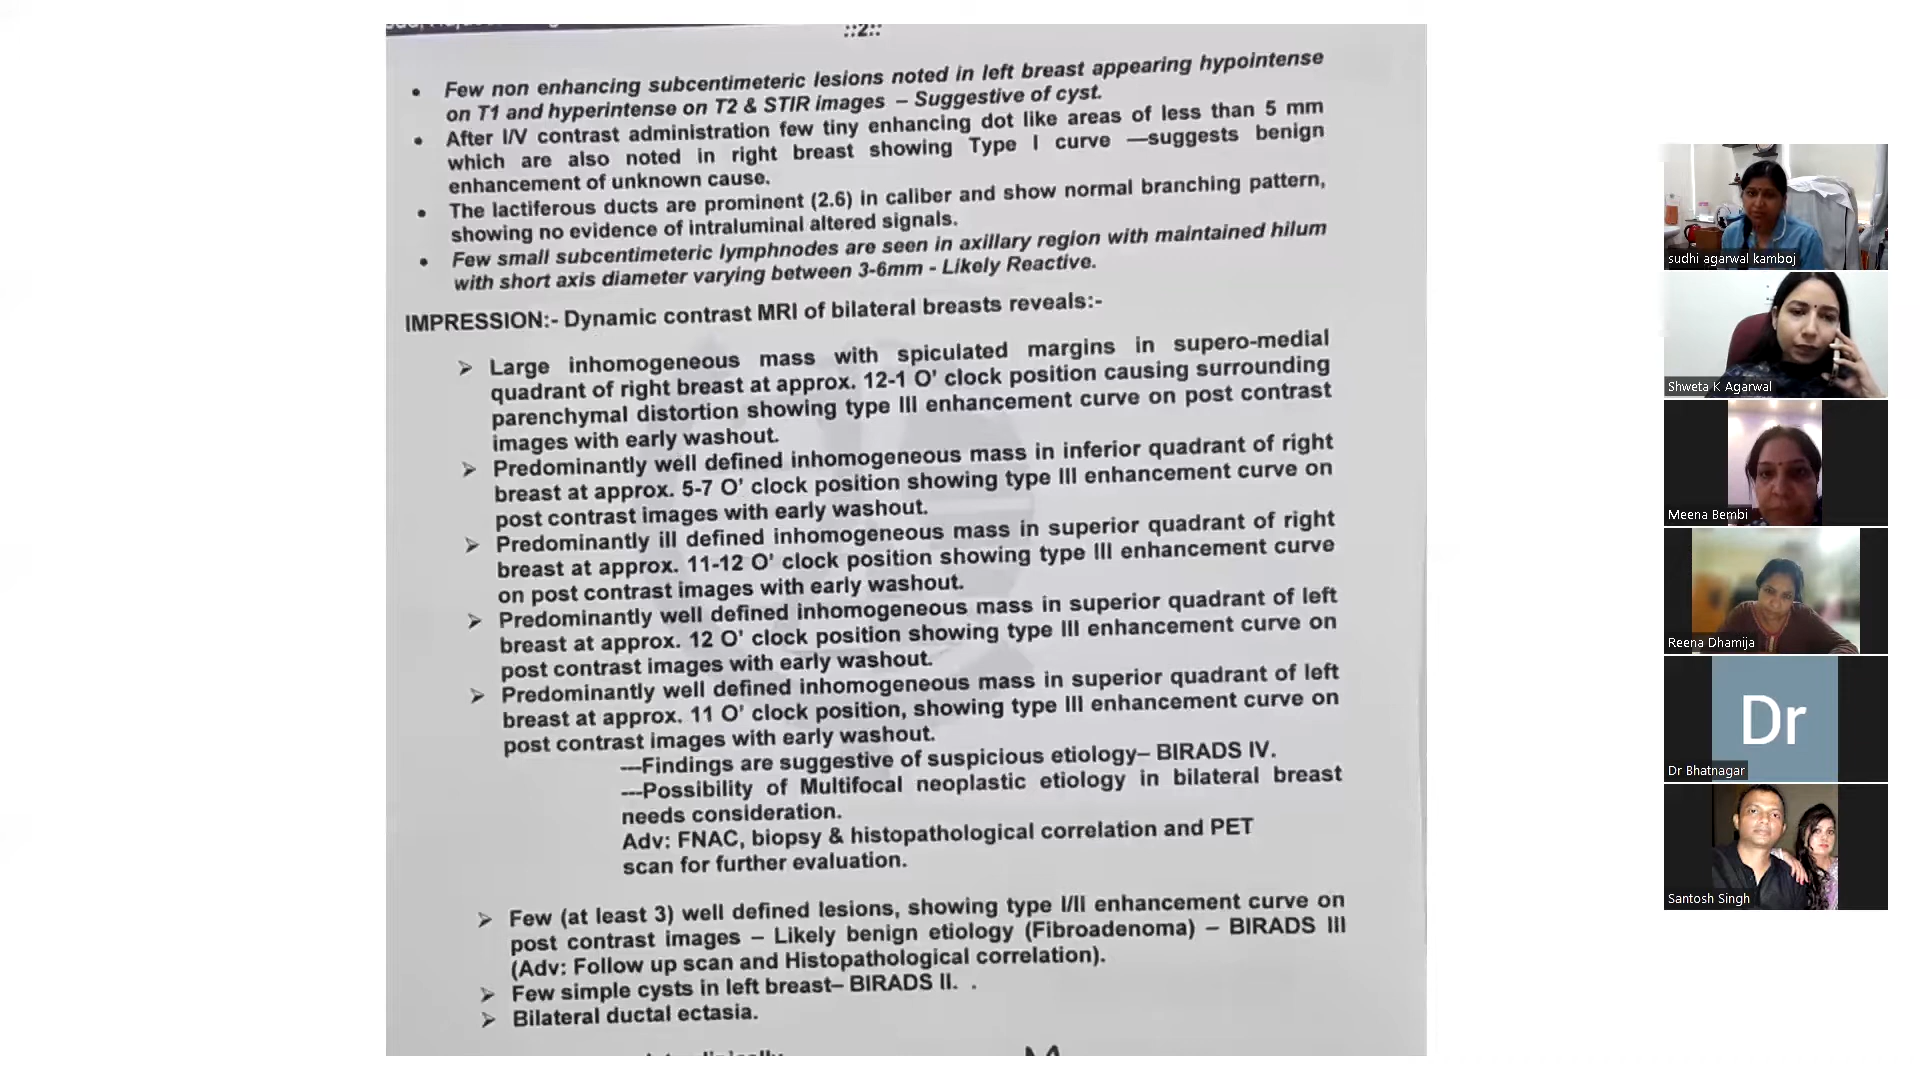 ::2::
• Few non enhancing subcentimeteric lesions noted in left breast appearing hypointense
on T1 and hyperintense on T2 & STIR images – Suggestive of cyst.
• After I/V contrast administration few tiny enhancing dot like areas of less than 5 mm
which are also noted in right breast showing Type I curve —suggests benign
enhancement of unknown cause.
• The lactiferous ducts are prominent (2.6) in caliber and show normal branching pattern,
showing no evidence of intraluminal altered signals.
• Few small subcentimeteric lymphnodes are seen in axillary region with maintained hilum
with short axis diameter varying between 3-6mm - Likely Reactive.
IMPRESSION:- Dynamic contrast MRI of bilateral breasts reveals:-
➢ Large inhomogeneous mass with spiculated margins in supero-medial
quadrant of right breast at approx. 12-1 O' clock position causing surrounding
parenchymal distortion showing type III enhancement curve on post contrast
images with early washout.
➢ Predominantly well defined inhomogeneous mass in inferior quadrant of right
breast at approx. 5-7 O' clock position showing type III enhancement curve on
post contrast images with early washout.
➢ Predominantly ill defined inhomogeneous mass in superior quadrant of right
breast at approx. 11-12 O' clock position showing type III enhancement curve
on post contrast images with early washout.
➢ Predominantly well defined inhomogeneous mass in superior quadrant of left
breast at approx. 12 O' clock position showing type III enhancement curve on
post contrast images with early washout.
➢ Predominantly well defined inhomogeneous mass in superior quadrant of left
breast at approx. 11 O' clock position, showing type III enhancement curve on
post contrast images with early washout.
---Findings are suggestive of suspicious etiology– BIRADS IV.
---Possibility of Multifocal neoplastic etiology in bilateral breast
needs consideration.
Adv: FNAC, biopsy & histopathological correlation and PET
scan for further evaluation.
➢ Few (at least 3) well defined lesions, showing type I/II enhancement curve on
post contrast images – Likely benign etiology (Fibroadenoma) – BIRADS III
(Adv: Follow up scan and Histopathological correlation).
➢ Few simple cysts in left breast– BIRADS II. .
➢ Bilateral ductal ectasia.
sudhi agarwal kamboj
Shweta K Agarwal
Meena Bembi
Reena Dhamija
Dr
Dr Bhatnagar
Santosh Singh